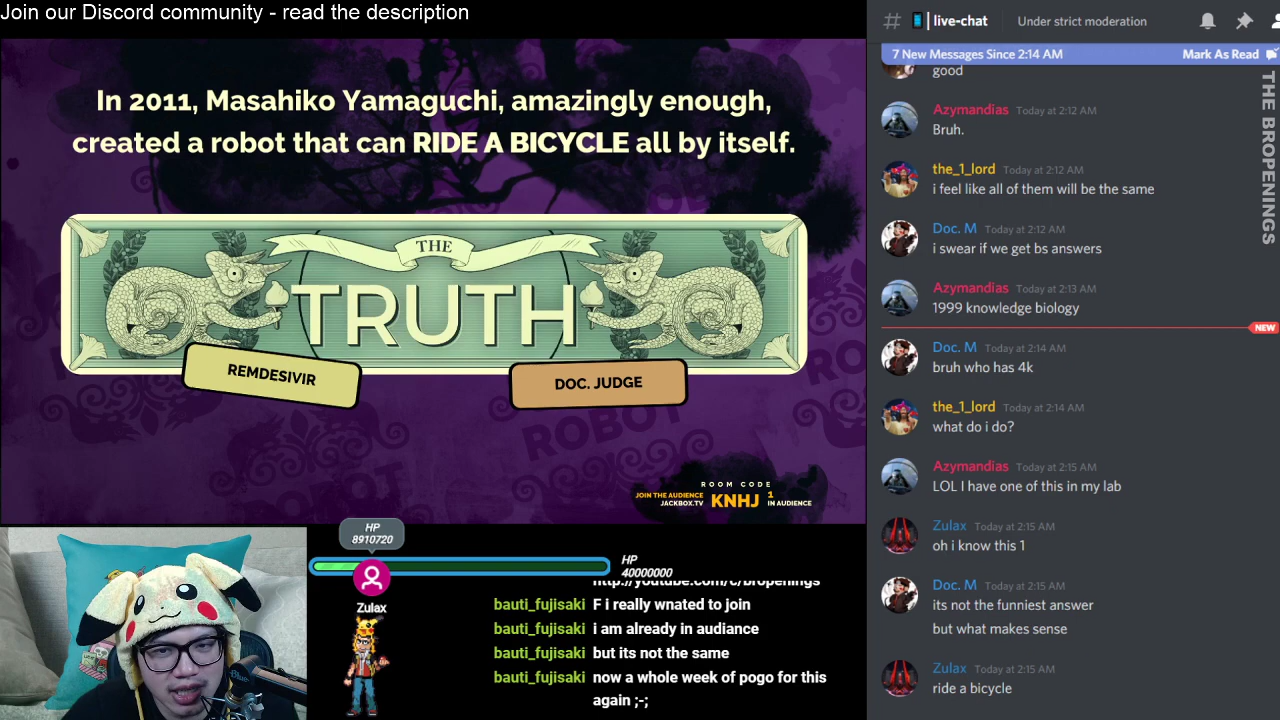 Join our Discord community - read the description
In 2011, Masahiko Yamaguchi, amazingly enough,
created a robot that can RIDE A BICYCLE all by itself.
THE
TRUTH
REMDESIVIR
DOC. JUDGE
ROBOT
ROOM CODE
JOIN THE AUDIENCE
JACKBOX.TV
KNHJ
1
IN AUDIENCE
HP
8910720
HP
40000000
Zulax
http://youtube.com/c/bropenings
bauti_fujisaki F i really wnated to join
bauti_fujisaki i am already in audiance
bauti_fujisaki but its not the same
bauti_fujisaki now a whole week of pogo for this
again ;-;
# | live-chat Under strict moderation
7 New Messages Since 2:14 AM Mark As Read
good
Azymandias Today at 2:12 AM
Bruh.
the_1_lord Today at 2:12 AM
i feel like all of them will be the same
Doc. M Today at 2:12 AM
i swear if we get bs answers
Azymandias Today at 2:13 AM
1999 knowledge biology
NEW
Doc. M Today at 2:14 AM
bruh who has 4k
the_1_lord Today at 2:14 AM
what do i do?
Azymandias Today at 2:15 AM
LOL I have one of this in my lab
Zulax Today at 2:15 AM
oh i know this 1
Doc. M Today at 2:15 AM
its not the funniest answer
but what makes sense
Zulax Today at 2:15 AM
ride a bicycle
THE BROPENINGS